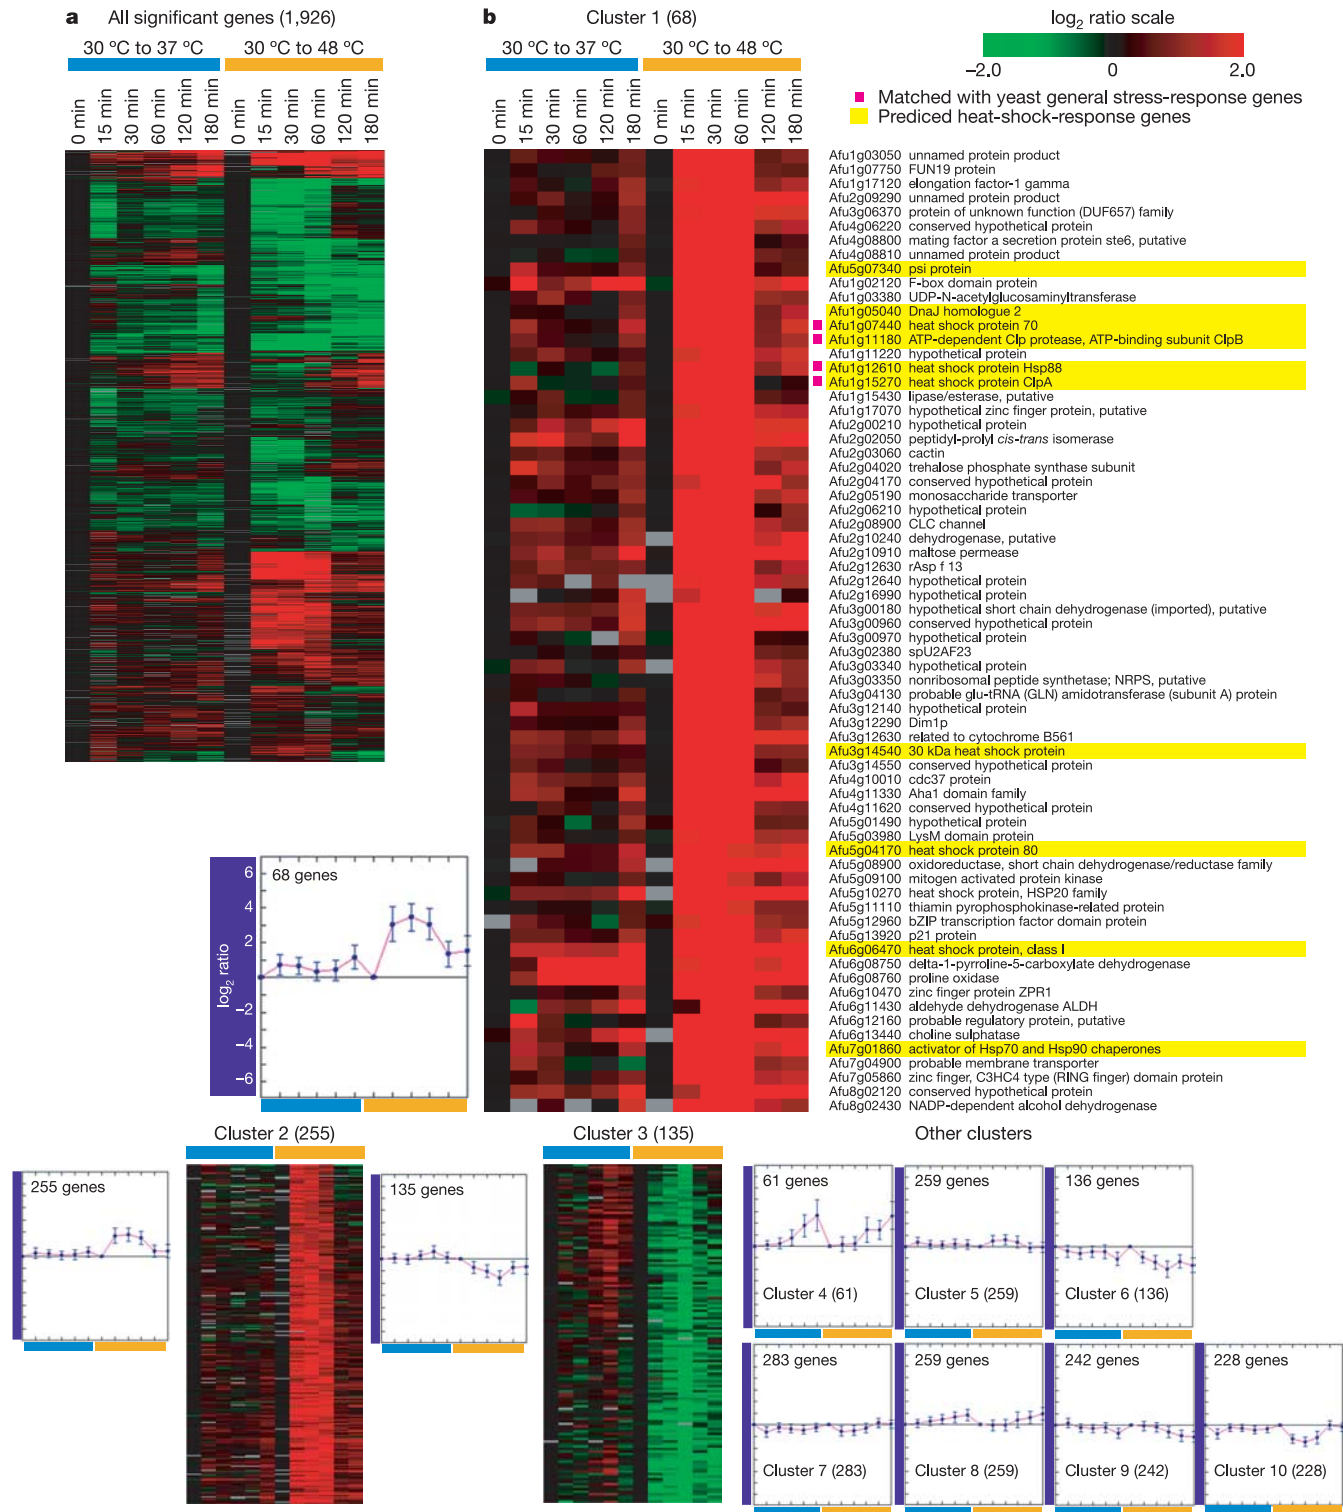 a All significant genes (1,926)
30 °C to 37 °C 30 °C to 48 °C
0 min 15 min 30 min 60 min 120 min 180 min 0 min 15 min 30 min 60 min 120 min 180 min
b Cluster 1 (68)
30 °C to 37 °C 30 °C to 48 °C
0 min 15 min 30 min 60 min 120 min 180 min 0 min 15 min 30 min 60 min 120 min 180 min
log2 ratio scale
–2.0 0 2.0
Matched with yeast general stress-response genes
Prediced heat-shock-response genes
Afu1g03050 unnamed protein product
Afu1g07750 FUN19 protein
Afu1g17120 elongation factor-1 gamma
Afu2g09290 unnamed protein product
Afu3g06370 protein of unknown function (DUF657) family
Afu4g06220 conserved hypothetical protein
Afu4g08800 mating factor a secretion protein ste6, putative
Afu4g08810 unnamed protein product
Afu5g07340 psi protein
Afu1g02120 F-box domain protein
Afu1g03380 UDP-N-acetylglucosaminyltransferase
Afu1g05040 DnaJ homologue 2
Afu1g07440 heat shock protein 70
Afu1g11180 ATP-dependent Clp protease, ATP-binding subunit ClpB
Afu1g11220 hypothetical protein
Afu1g12610 heat shock protein Hsp88
Afu1g15270 heat shock protein ClpA
Afu1g15430 lipase/esterase, putative
Afu1g17070 hypothetical zinc finger protein, putative
Afu2g00210 hypothetical protein
Afu2g02050 peptidyl-prolyl cis-trans isomerase
Afu2g03060 cactin
Afu2g04020 trehalose phosphate synthase subunit
Afu2g04170 conserved hypothetical protein
Afu2g05190 monosaccharide transporter
Afu2g06210 hypothetical protein
Afu2g08900 CLC channel
Afu2g10240 dehydrogenase, putative
Afu2g10910 maltose permease
Afu2g12630 rAsp f 13
Afu2g12640 hypothetical protein
Afu2g16990 hypothetical protein
Afu3g00180 hypothetical short chain dehydrogenase (imported), putative
Afu3g00960 conserved hypothetical protein
Afu3g00970 hypothetical protein
Afu3g02380 spU2AF23
Afu3g03340 hypothetical protein
Afu3g03350 nonribosomal peptide synthetase; NRPS, putative
Afu3g04130 probable glu-tRNA (GLN) amidotransferase (subunit A) protein
Afu3g12140 hypothetical protein
Afu3g12290 Dim1p
Afu3g12630 related to cytochrome B561
Afu3g14540 30 kDa heat shock protein
Afu3g14550 conserved hypothetical protein
Afu4g10010 cdc37 protein
Afu4g11330 Aha1 domain family
Afu4g11620 conserved hypothetical protein
Afu5g01490 hypothetical protein
Afu5g03980 LysM domain protein
Afu5g04170 heat shock protein 80
Afu5g08900 oxidoreductase, short chain dehydrogenase/reductase family
Afu5g09100 mitogen activated protein kinase
Afu5g10270 heat shock protein, HSP20 family
Afu5g11110 thiamin pyrophosphokinase-related protein
Afu5g12960 bZIP transcription factor domain protein
Afu5g13920 p21 protein
Afu6g06470 heat shock protein, class I
Afu6g08750 delta-1-pyrroline-5-carboxylate dehydrogenase
Afu6g08760 proline oxidase
Afu6g10470 zinc finger protein ZPR1
Afu6g11430 aldehyde dehydrogenase ALDH
Afu6g12160 probable regulatory protein, putative
Afu6g13440 choline sulphatase
Afu7g01860 activator of Hsp70 and Hsp90 chaperones
Afu7g04900 probable membrane transporter
Afu7g05860 zinc finger, C3HC4 type (RING finger) domain protein
Afu8g02120 conserved hypothetical protein
Afu8g02430 NADP-dependent alcohol dehydrogenase
68 genes
log2 ratio
6
4
2
0
–2
–4
–6
Cluster 2 (255)
255 genes
Cluster 3 (135)
135 genes
Other clusters
61 genes 259 genes 136 genes
Cluster 4 (61) Cluster 5 (259) Cluster 6 (136)
283 genes 259 genes 242 genes 228 genes
Cluster 7 (283) Cluster 8 (259) Cluster 9 (242) Cluster 10 (228)